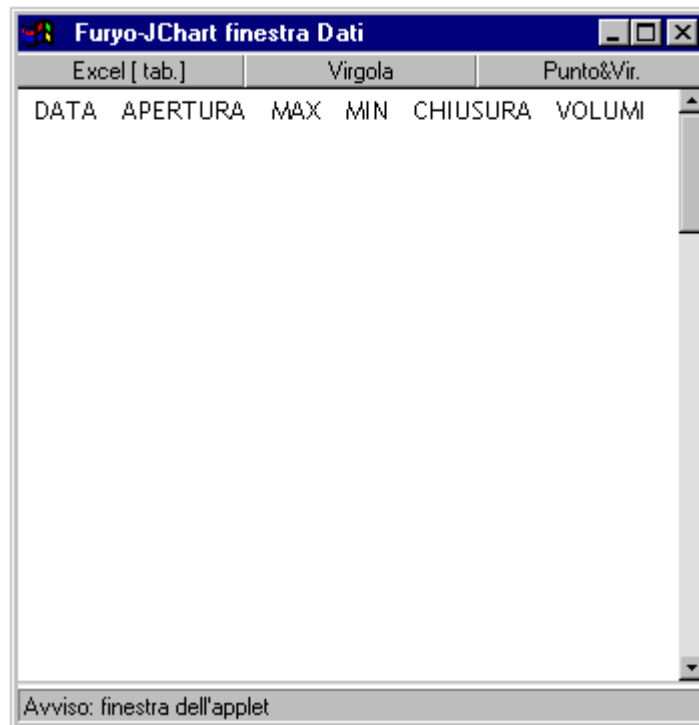 Furyo-JChart finestra Dati
Excel [ tab.] Virgola Punto&Vir.
DATA APERTURA MAX MIN CHIUSURA VOLUMI
Avviso: finestra dell'applet